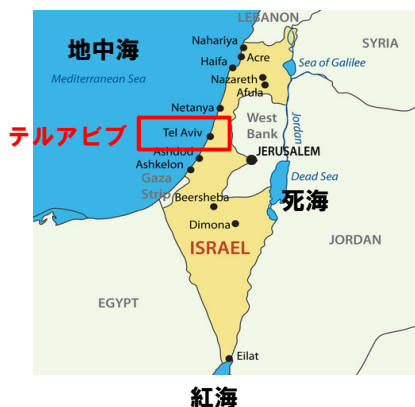 LEBANON
地中海
Nahariya
SYRIA
Acre
Haifa
Sea of Galilee
Mediterranean Sea
Nazareth
Afula
Netanya
West
Bank
Jordan
テルアビブ
Tel Aviv
Ashdod
JERUSALEM
Ashkelon
Gaza
Strip
Dead Sea
Beersheba
死海
Dimona
ISRAEL
JORDAN
EGYPT
Eilat
紅海